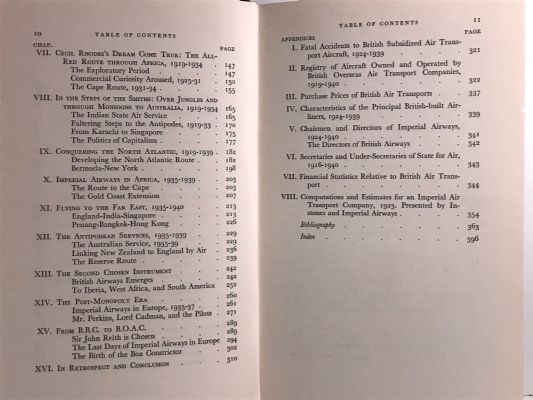 10 TABLE OF CONTENTS
CHAP. PAGE
VII. Cecil Rhodes's Dream Come True: The All-
Red Route through Africa, 1919-1934 . 147
The Exploratory Period . . . 147
Commercial Curiosity Aroused, 1925-31 . 150
The Cape Route, 1931-34 . . . 155
VIII. In the Steps of the Smiths: Over Jungles and
through Monsoons to Australia, 1919-1934 . 165
The Indian State Air Service . . 165
Faltering Steps to the Antipodes, 1919-33 . 170
From Karachi to Singapore . . . 175
The Politics of Capitalism . . . 177
IX. Conquering the North Atlantic, 1919-1939 . 182
Developing the North Atlantic Route . . 182
Bermuda-New York . . . . 198
X. Imperial Airways in Africa, 1935-1939 . . 203
The Route to the Cape . . . 203
The Gold Coast Extension . . . 207
XI. Flying to the Far East, 1935-1940 . . 213
England-India-Singapore . . . 213
Penang-Bangkok-Hong Kong . . 226
XII. The Antipodean Services, 1935-1939 . . 229
The Australian Service, 1935-39 . . 229
Linking New Zealand to England by Air . 236
The Reserve Route . . . . 239
XIII. The Second Chosen Instrument . . 242
British Airways Emerges . . . 242
To Iberia, West Africa, and South America 252
XIV. The Post-Monopoly Era . . . 260
Imperial Airways in Europe, 1935-37 . . 261
Mr. Perkins, Lord Cadman, and the Pilots . 271
XV. From B.B.C. to B.O.A.C. . . . 289
Sir John Reith is Chosen . . . 289
The Last Days of Imperial Airways in Europe 294
The Birth of the Boa Constrictor . . 302
XVI. In Retrospect and Conclusion . . . 310
TABLE OF CONTENTS 11
APPENDICES PAGE
I. Fatal Accidents to British Subsidized Air Trans-
port Aircraft, 1924-1939 . . . 321
II. Registry of Aircraft Owned and Operated by
British Overseas Air Transport Companies,
1919-1940 . . . . . 322
III. Purchase Prices of British Air Transports . 337
IV. Characteristics of the Principal British-built Air-
liners, 1924-1939 . . . . 339
V. Chairmen and Directors of Imperial Airways,
1924-1940 . . . . . 341
The Directors of British Airways . . 342
VI. Secretaries and Under-Secretaries of State for Air,
1916-1940 . . . . . 343
VII. Financial Statistics Relative to British Air Trans-
port . . . . . . 344
VIII. Computations and Estimates for an Imperial Air
Transport Company, 1923, Presented by In-
stones and Imperial Airways . . . 354
Bibliography . . . . . 363
Index . . . . . . 396